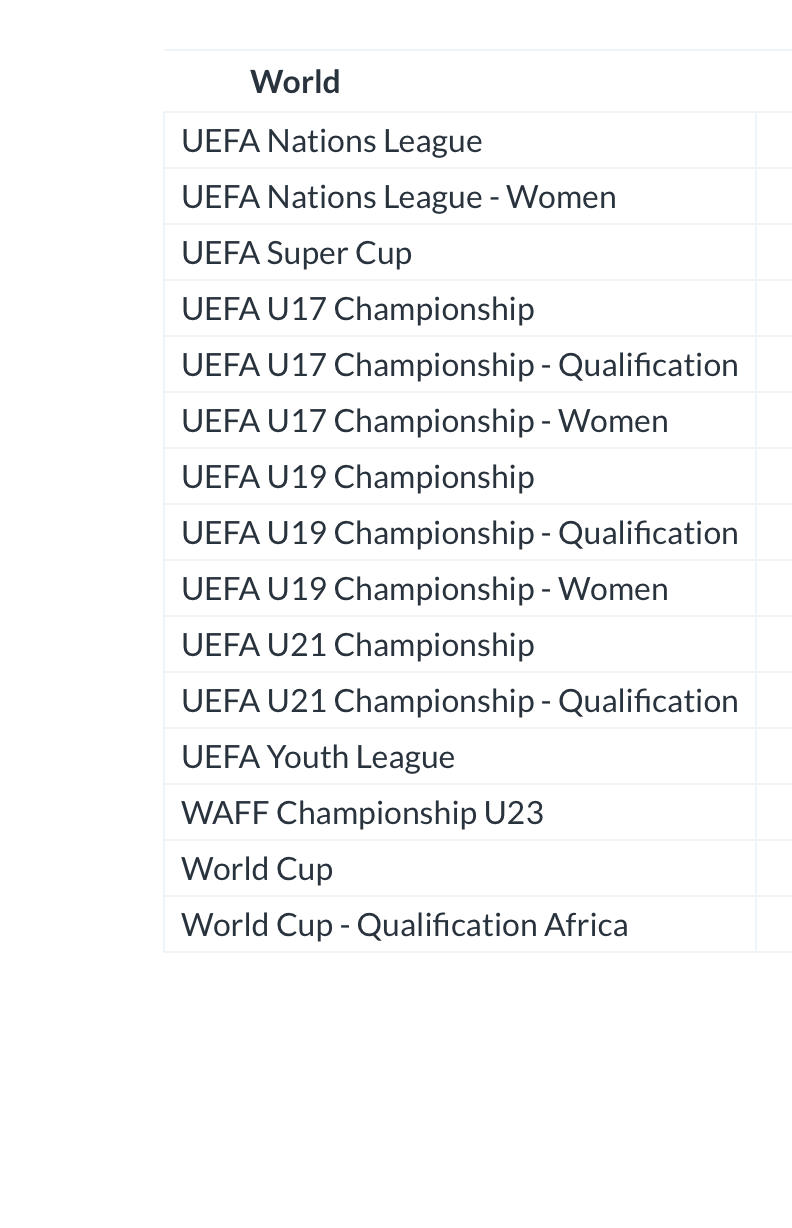 World
UEFA Nations League
UEFA Nations League - Women
UEFA Super Cup
UEFA U17 Championship
UEFA U17 Championship - Qualification
UEFA U17 Championship - Women
UEFA U19 Championship
UEFA U19 Championship - Qualification
UEFA U19 Championship - Women
UEFA U21 Championship
UEFA U21 Championship - Qualification
UEFA Youth League
WAFF Championship U23
World Cup
World Cup - Qualification Africa